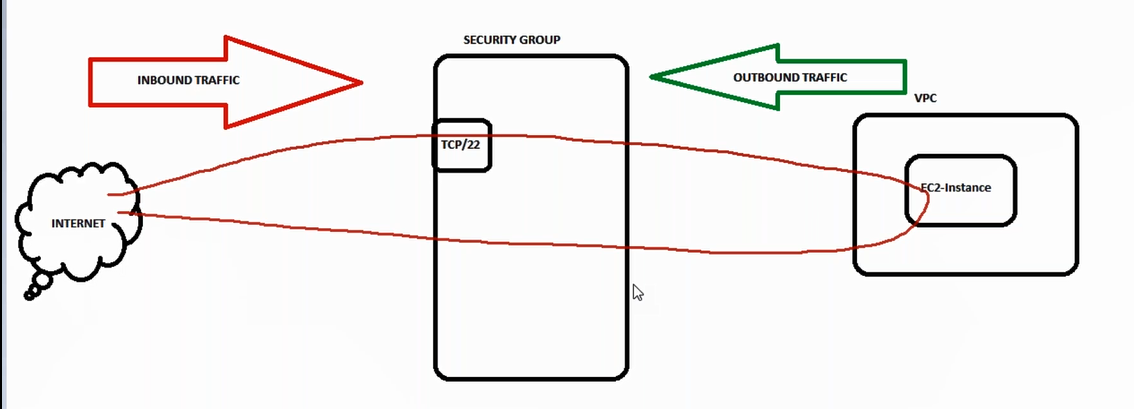 SECURITY GROUP
INBOUND TRAFFIC
OUTBOUND TRAFFIC
VPC
TCP/22
EC2-Instance
INTERNET